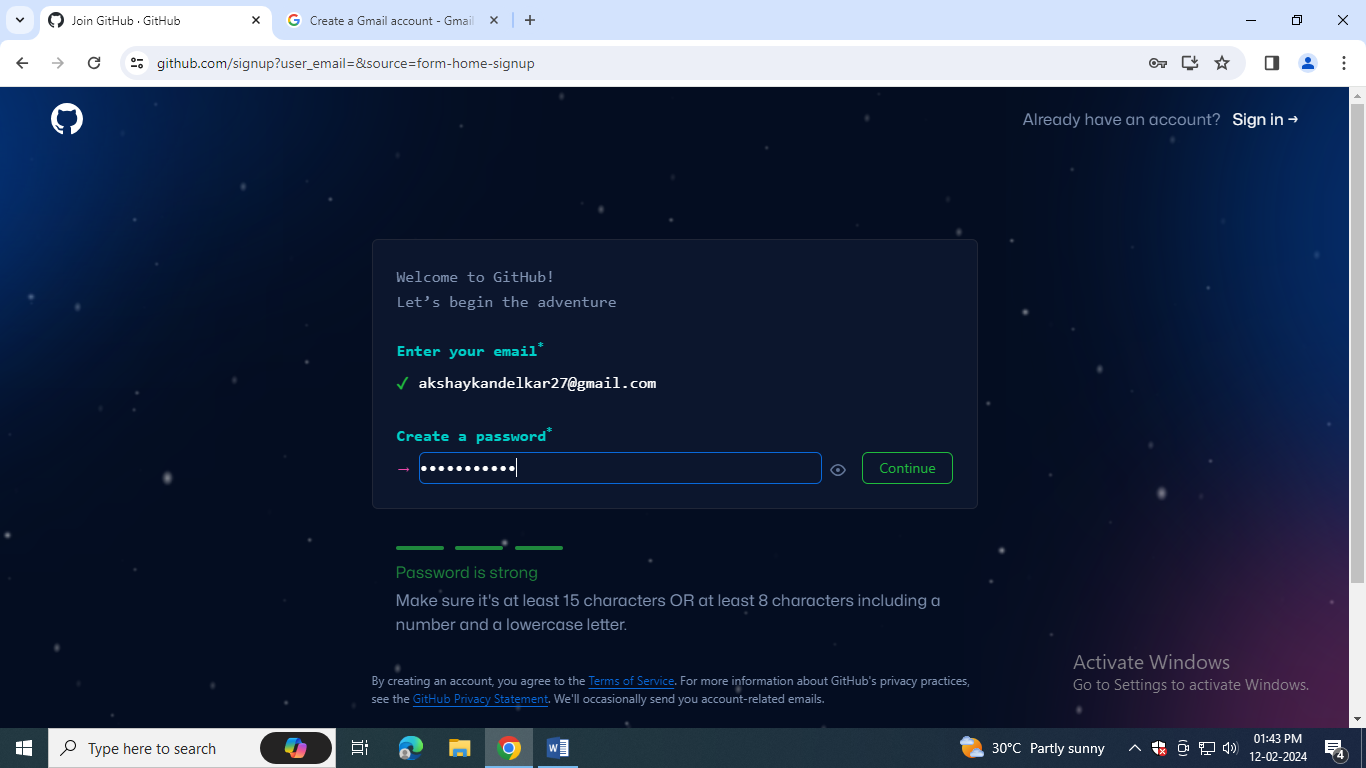 Join GitHub · GitHub
Create a Gmail account - Gmail
github.com/signup?user_email=&source=form-home-signup
Already have an account? Sign in →
Welcome to GitHub!
Let’s begin the adventure
Enter your email*
✓ akshaykandelkar27@gmail.com
Create a password*
→ ••••••••••• Continue
Password is strong
Make sure it's at least 15 characters OR at least 8 characters including a
number and a lowercase letter.
By creating an account, you agree to the Terms of Service. For more information about GitHub's privacy practices,
see the GitHub Privacy Statement. We'll occasionally send you account-related emails.
Activate Windows
Go to Settings to activate Windows.
Type here to search
30°C Partly sunny
01:43 PM
12-02-2024
4